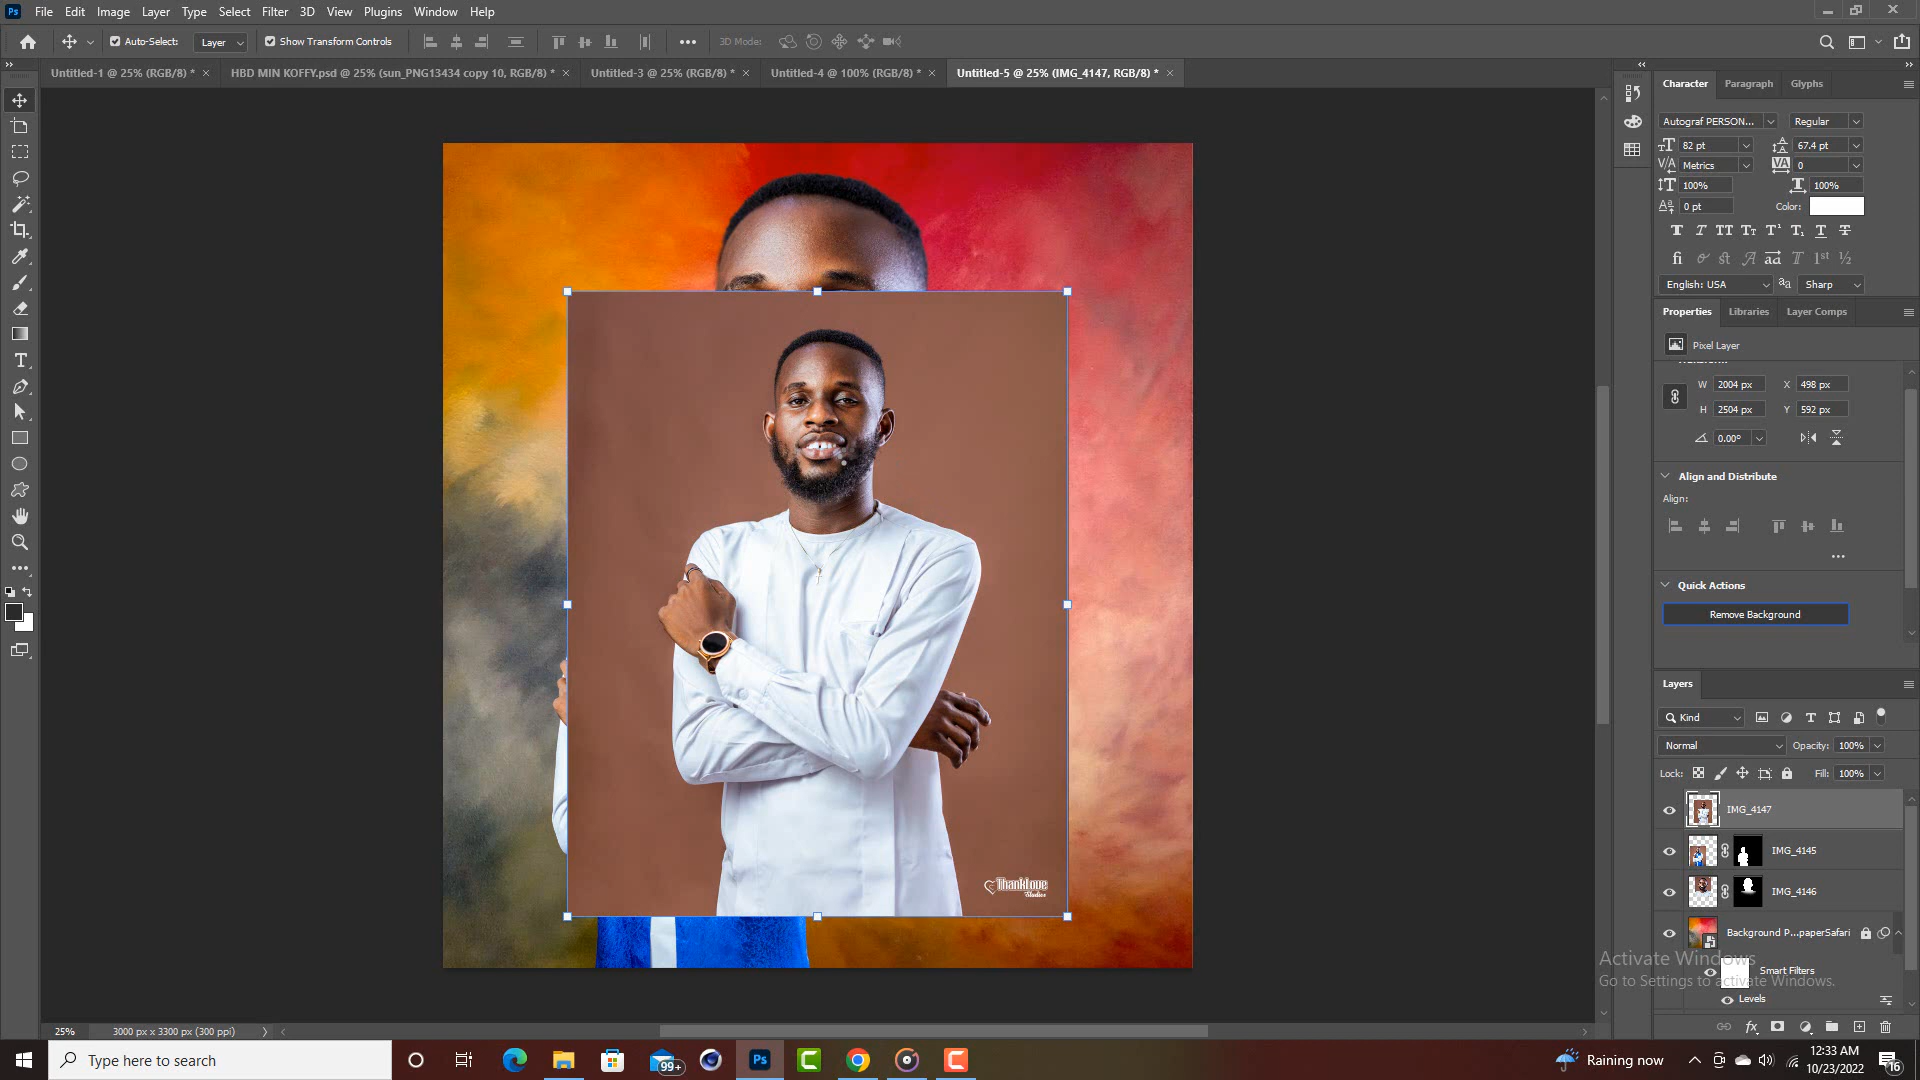 Ps File Edit Image Layer Type Select Filter 3D View Plugins Window Help
Auto-Select: Layer Show Transform Controls 3D Mode:
Untitled-1 @ 25% (RGB/8) * HBD MIN KOFFY.psd @ 25% (sun_PNG13434 copy 10, RGB/8) * Untitled-3 @ 25% (RGB/8) * Untitled-4 @ 100% (RGB/8) * Untitled-5 @ 25% (IMG_4147, RGB/8) *
Character Paragraph Glyphs
Autograf PERSON... Regular
82 pt 67.4 pt
Metrics 0
100% 100%
0 pt Color:
English: USA Sharp
Properties Libraries Layer Comps
Pixel Layer
W 2004 px X 498 px
H 2504 px Y 592 px
0.00°
Align and Distribute
Align:
Quick Actions
Remove Background
Layers
Kind
Normal Opacity: 100%
Lock: Fill: 100%
IMG_4147
IMG_4145
ThankLove
Studios
IMG_4146
Background P...paperSafari
Activate Windows
Smart Filters
Go to Settings to activate Windows.
Levels
25% 3000 px x 3300 px (300 ppi)
Type here to search
99+
Ps
Raining now
12:33 AM
10/23/2022
16